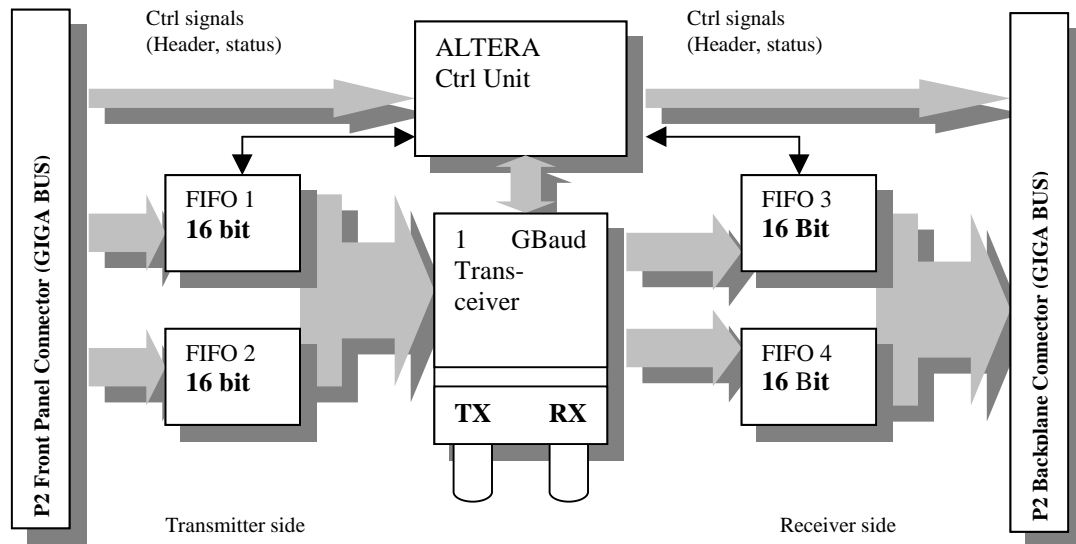 Ctrl signals
(Header, status)
Ctrl signals
(Header, status)
ALTERA
Ctrl Unit
P2 Front Panel Connector (GIGA BUS)
FIFO 1
16 bit
FIFO 2
16 bit
1 GBaud
Trans-
ceiver
TX RX
FIFO 3
16 Bit
FIFO 4
16 Bit
P2 Backplane Connector (GIGA BUS)
Transmitter side
Receiver side